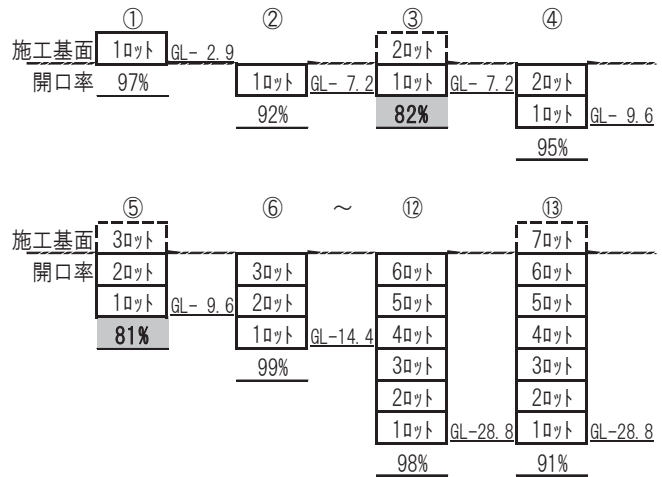 ① ② ③ ④
施工基面 1ロット GL- 2.9 2ロット
開口率 97% 1ロット GL- 7.2 1ロット GL- 7.2 2ロット
92% 82% 1ロット GL- 9.6
95%
⑤ ⑥ ～ ⑫ ⑬
施工基面 3ロット 7ロット
開口率 2ロット 3ロット 6ロット 6ロット
1ロット GL- 9.6 2ロット 5ロット 5ロット
81% 1ロット GL-14.4 4ロット 4ロット
99% 3ロット 3ロット
2ロット 2ロット
1ロット GL-28.8 1ロット GL-28.8
98% 91%